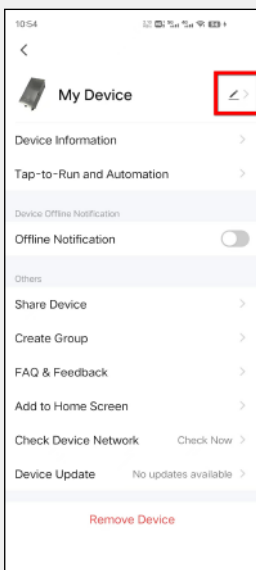 10:54
My Device
Device Information
Tap-to-Run and Automation
Device Offline Notification
Offline Notification
Others
Share Device
Create Group
FAQ & Feedback
Add to Home Screen
Check Device Network Check Now
Device Update No updates available
Remove Device